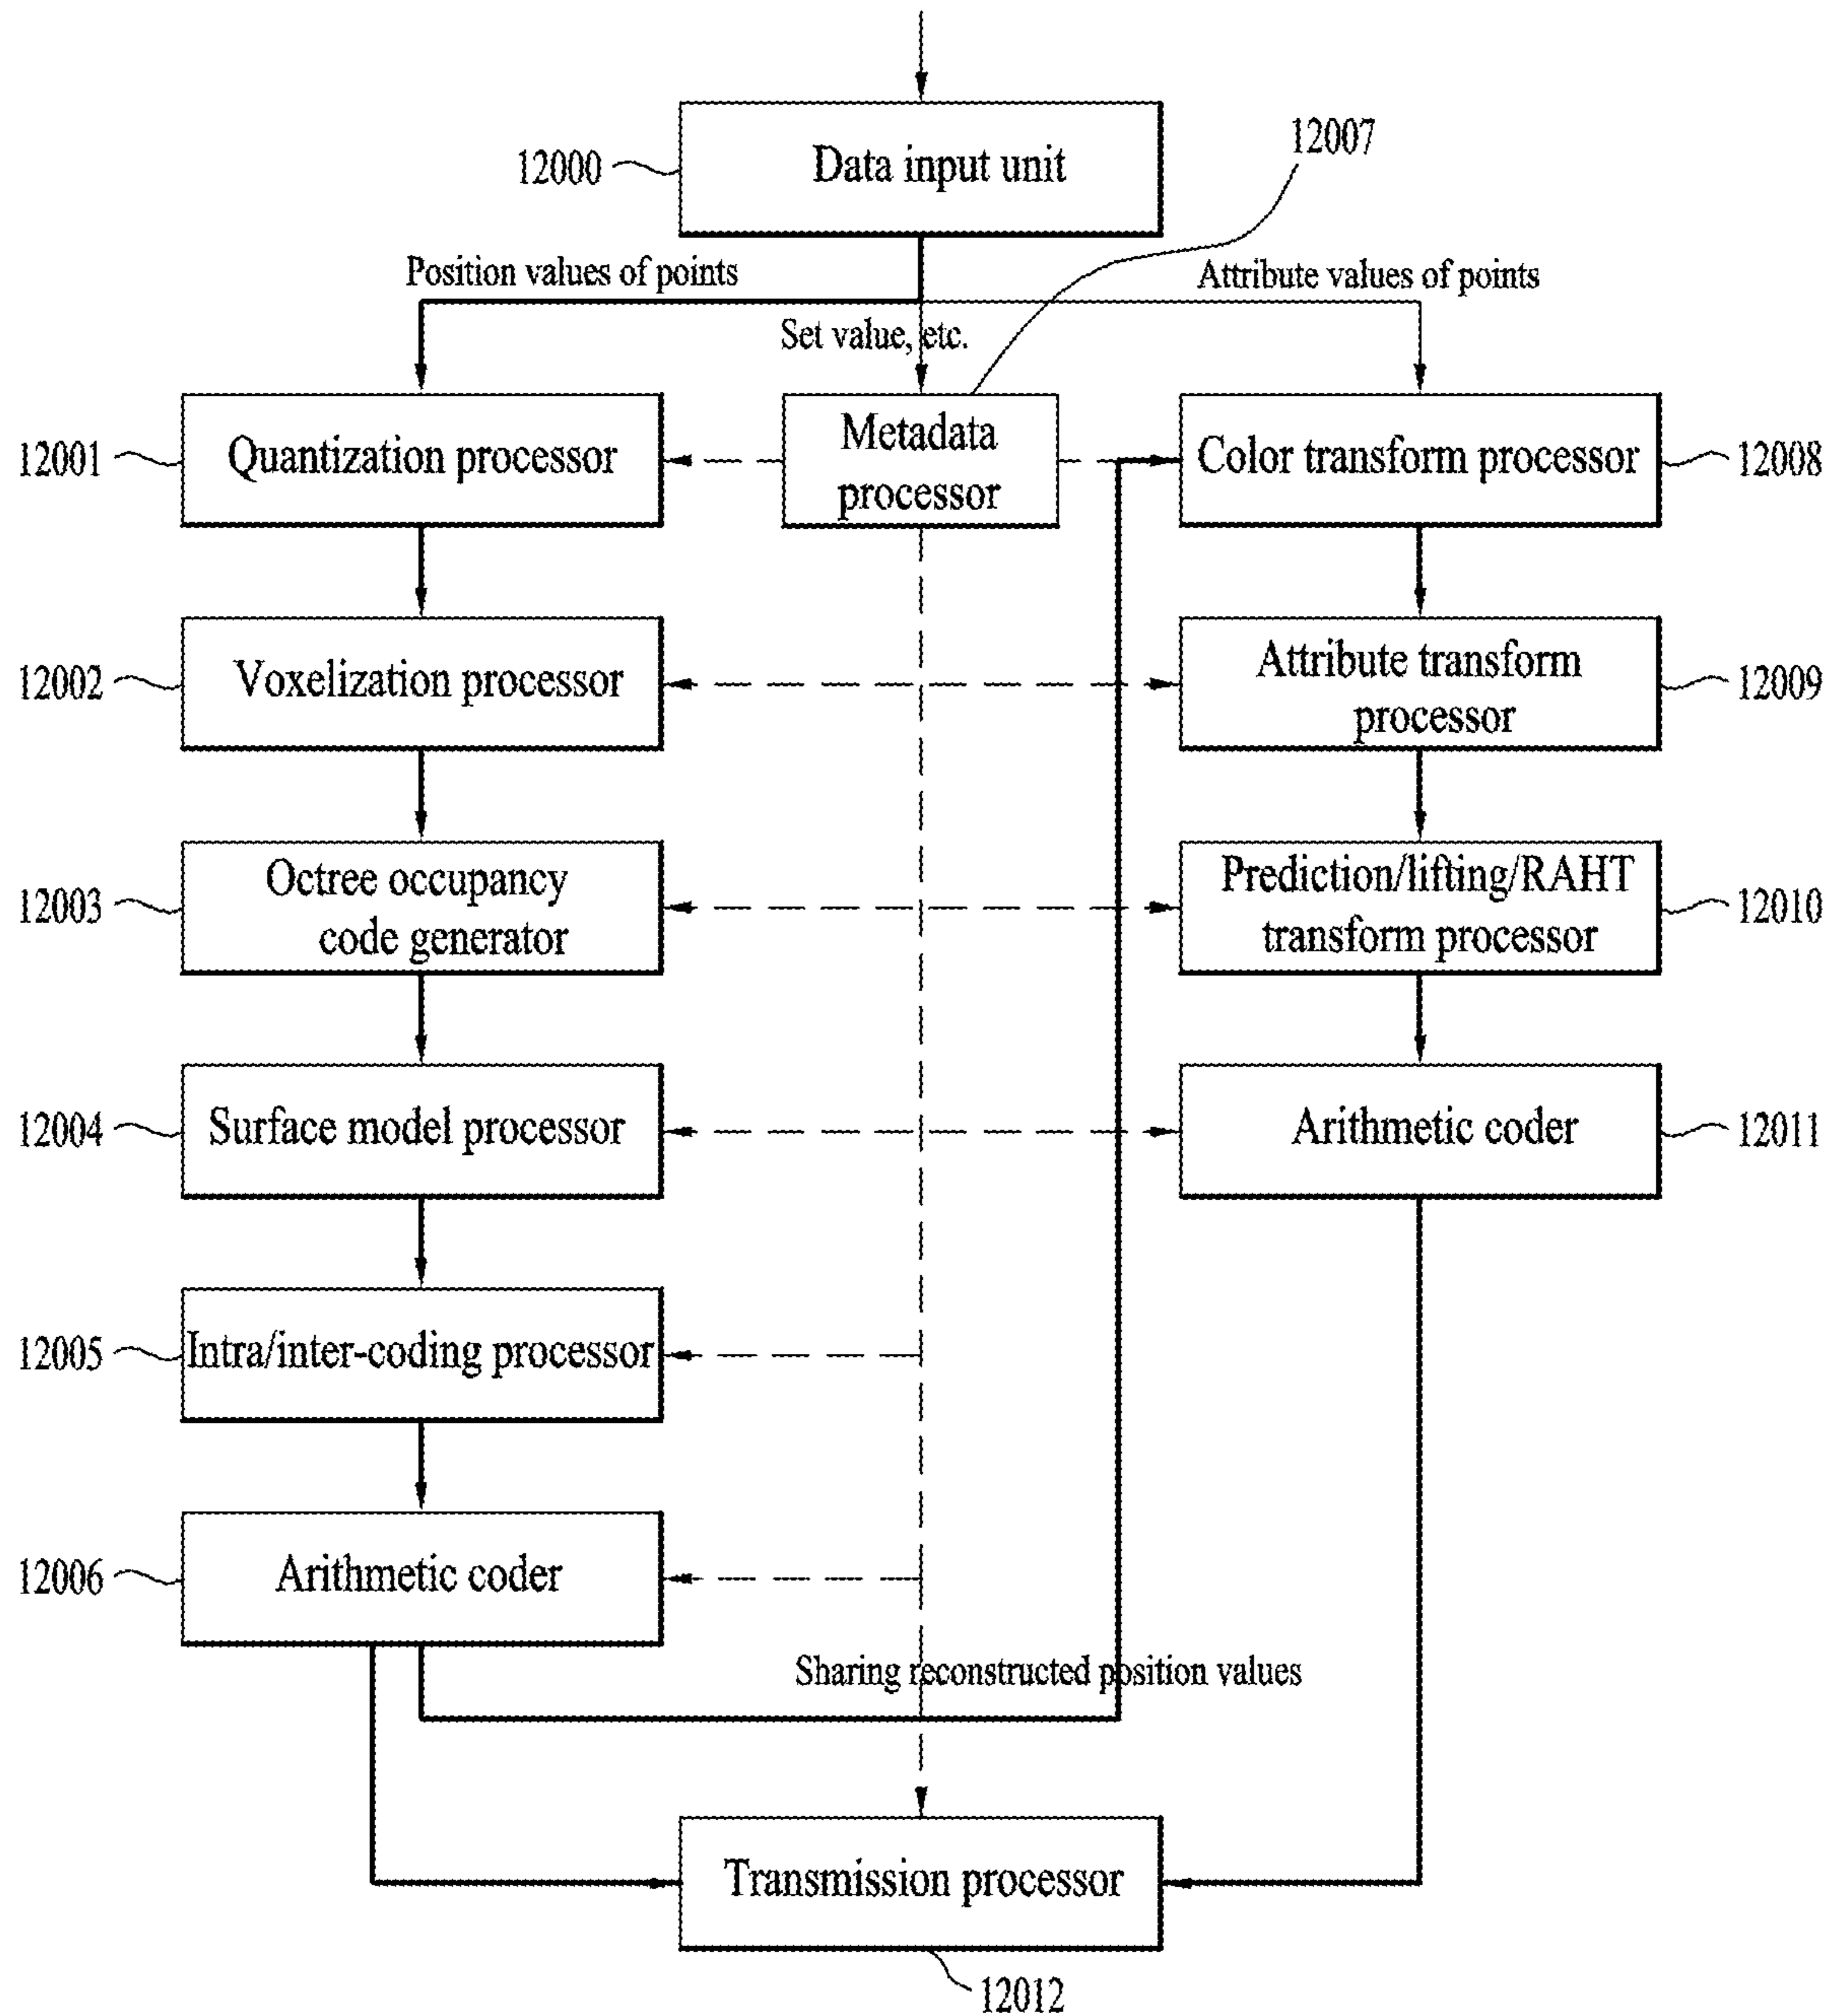 12000
Data input unit
12007
Position values of points
Attribute values of points
Set value, etc.
12001
Quantization processor
Metadata
processor
Color transform processor
12008
12002
Voxelization processor
Attribute transform
processor
12009
12003
Octree occupancy
code generator
Prediction/lifting/RAHT
transform processor
12010
12004
Surface model processor
Arithmetic coder
12011
12005
Intra/inter-coding processor
12006
Arithmetic coder
Sharing reconstructed position values
Transmission processor
12012